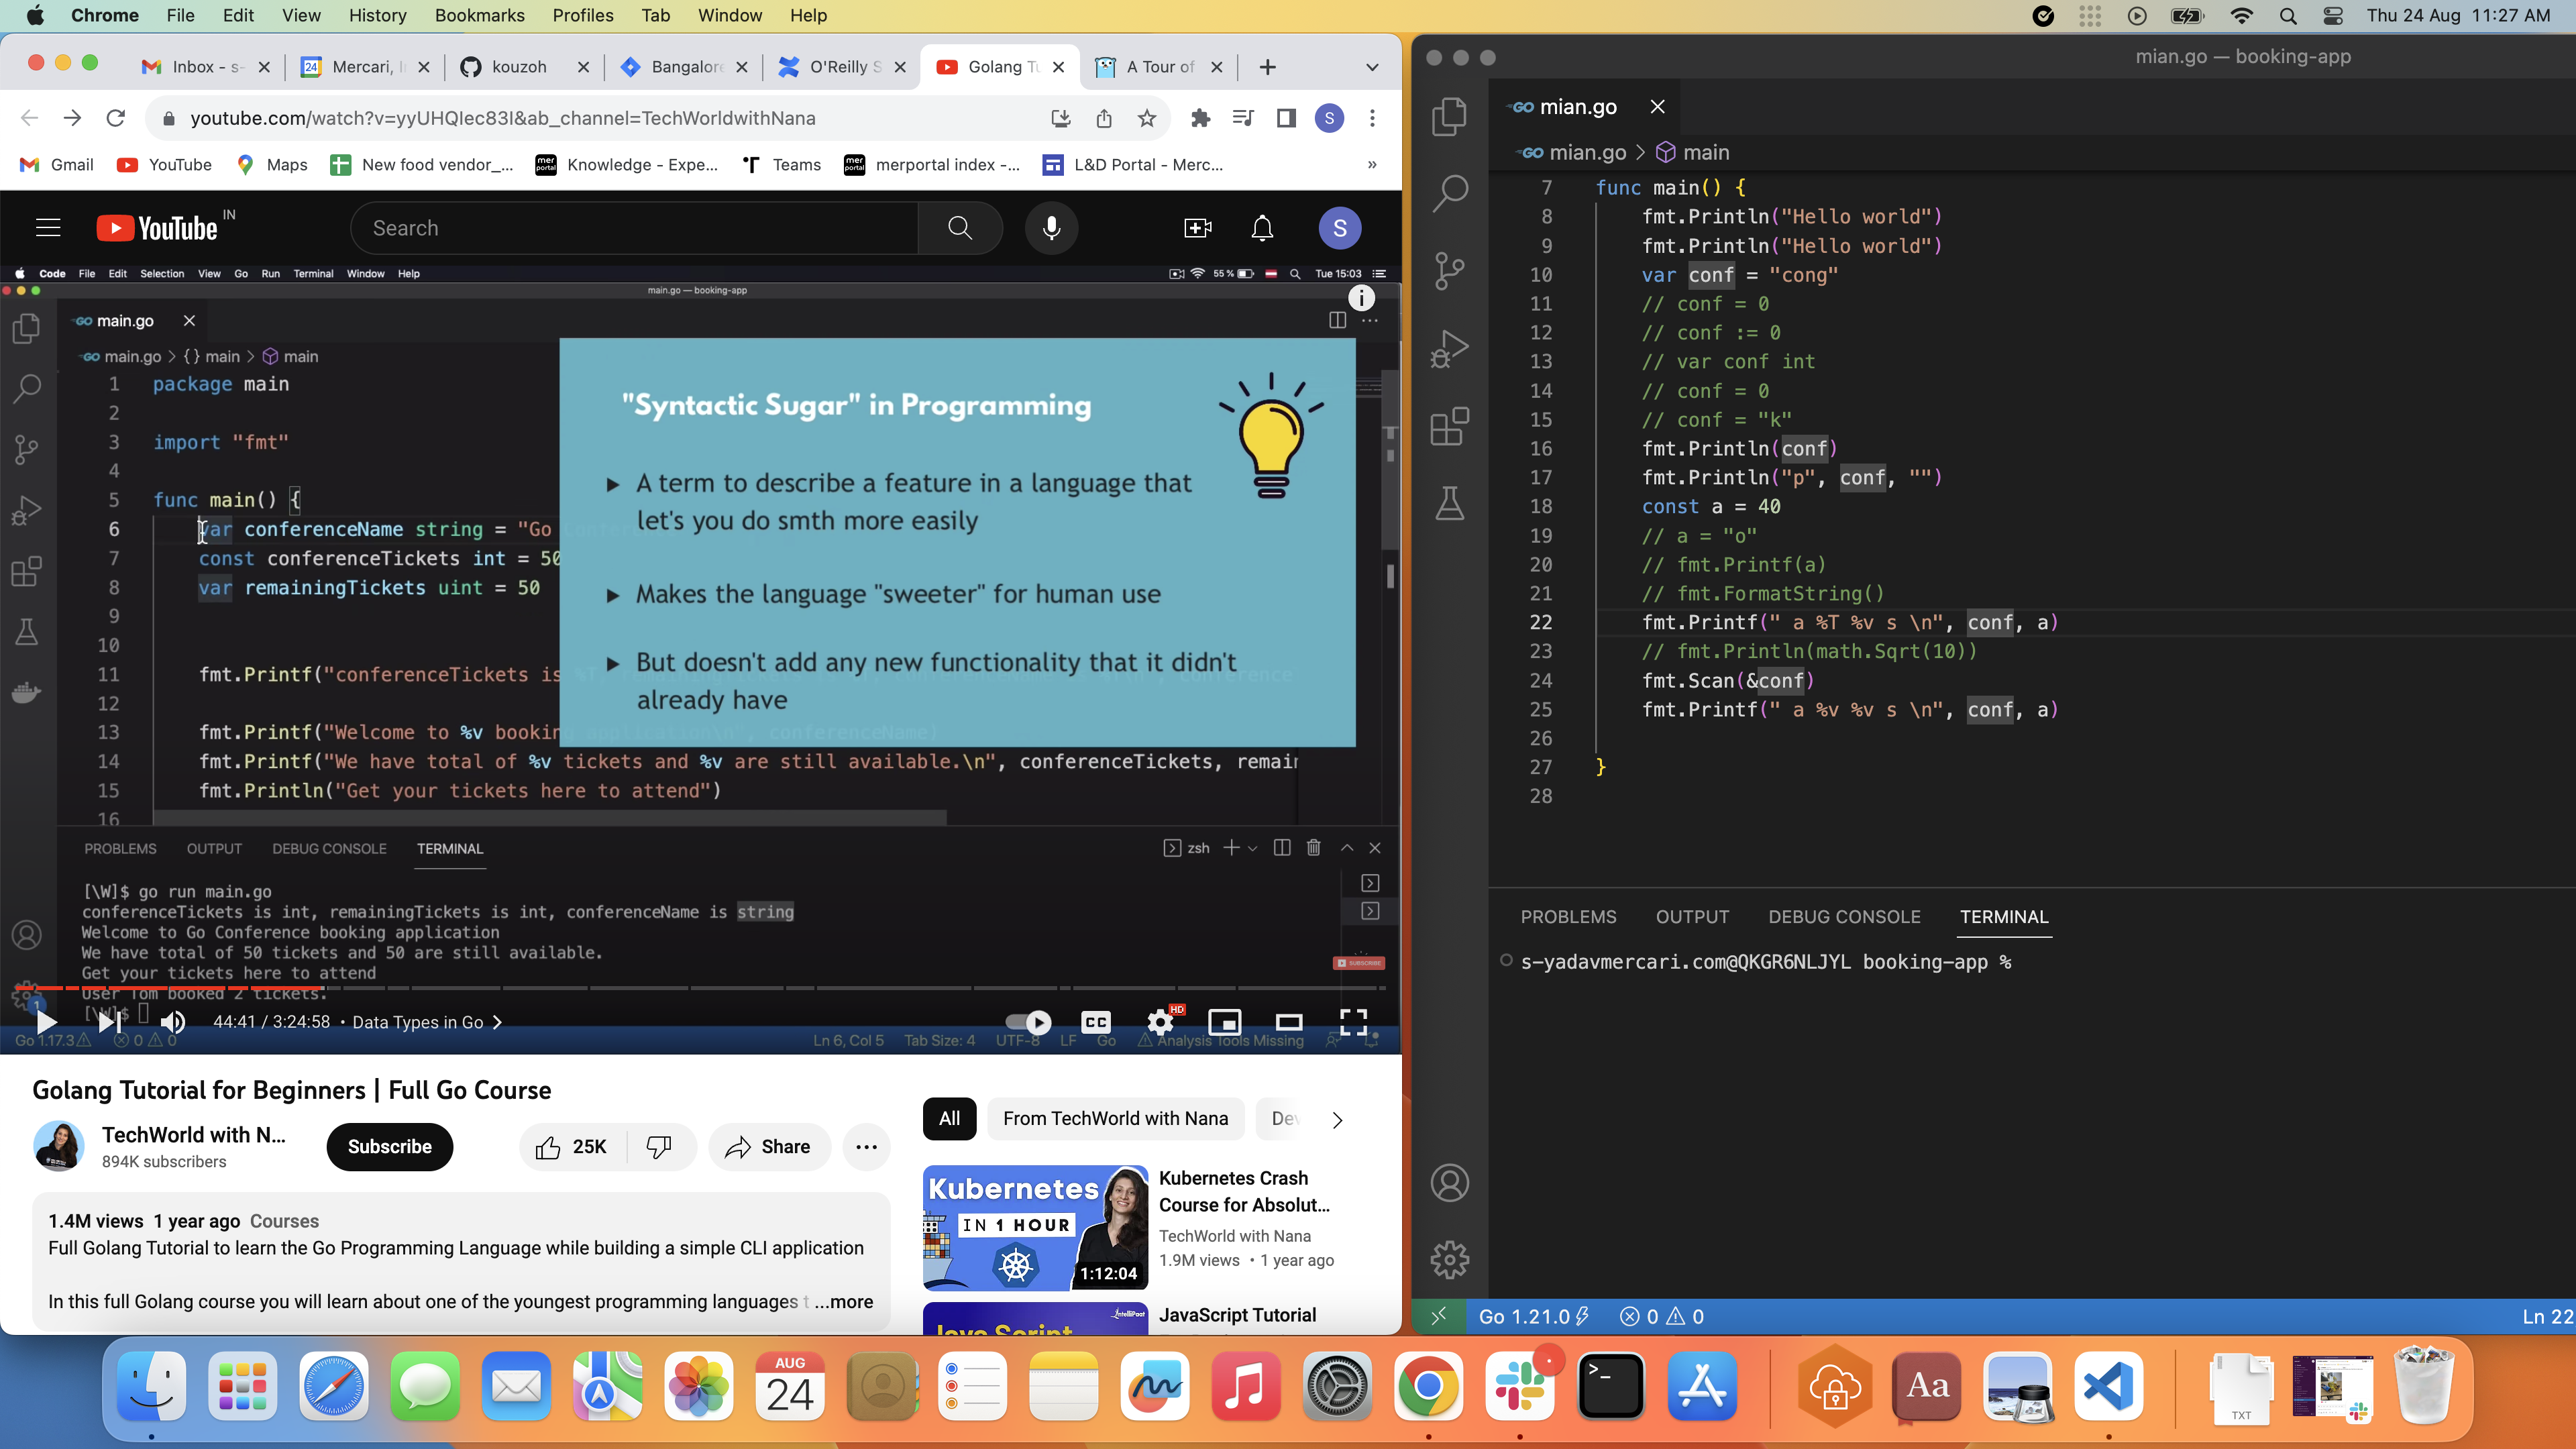 Chrome File Edit View History Bookmarks Profiles Tab Window Help
Thu 24 Aug 11:27 AM
Inbox - s-
Mercari, I
kouzoh
Bangalore
O'Reilly S
Golang Tu
A Tour of
youtube.com/watch?v=yyUHQIec83I&ab_channel=TechWorldwithNana
S
Gmail
YouTube
Maps
New food vendor_...
Knowledge - Expe...
Teams
merportal index -...
L&D Portal - Merc...
»
YouTube IN
Search
S
Code File Edit Selection View Go Run Terminal Window Help
55 % Tue 15:03
main.go — booking-app
main.go
main.go > {} main > main
1 package main
2
3 import "fmt"
4
5 func main() {
6 var conferenceName string = "Go
7 const conferenceTickets int = 50
8 var remainingTickets uint = 50
9
10
11 fmt.Printf("conferenceTickets is
12
13 fmt.Printf("Welcome to %v booking application\n", conferenceName)
14 fmt.Printf("We have total of %v tickets and %v are still available.\n", conferenceTickets, remain
15 fmt.Println("Get your tickets here to attend")
16
"Syntactic Sugar" in Programming
A term to describe a feature in a language that
let's you do smth more easily
Makes the language "sweeter" for human use
But doesn't add any new functionality that it didn't
already have
PROBLEMS OUTPUT DEBUG CONSOLE TERMINAL
zsh
[\W]$ go run main.go
conferenceTickets is int, remainingTickets is int, conferenceName is string
Welcome to Go Conference booking application
We have total of 50 tickets and 50 are still available.
Get your tickets here to attend
User Tom booked 2 tickets.
[\W]$
SUBSCRIBE
1
44:41 / 3:24:58 • Data Types in Go
CC
HD
Go 1.17.3 0 0
Ln 6, Col 5 Tab Size: 4 UTF-8 LF Go Analysis Tools Missing
Golang Tutorial for Beginners | Full Go Course
TechWorld with N...
894K subscribers
Subscribe
25K
Share
1.4M views 1 year ago Courses
Full Golang Tutorial to learn the Go Programming Language while building a simple CLI application
In this full Golang course you will learn about one of the youngest programming languages t ...more
All
From TechWorld with Nana
Dev
Kubernetes
IN 1 HOUR
1:12:04
Kubernetes Crash
Course for Absolut...
TechWorld with Nana
1.9M views • 1 year ago
IntelliPaat
Java Script
JavaScript Tutorial
mian.go — booking-app
mian.go
mian.go > main
7 func main() {
8 fmt.Println("Hello world")
9 fmt.Println("Hello world")
10 var conf = "cong"
11 // conf = 0
12 // conf := 0
13 // var conf int
14 // conf = 0
15 // conf = "k"
16 fmt.Println(conf)
17 fmt.Println("p", conf, "")
18 const a = 40
19 // a = "o"
20 // fmt.Printf(a)
21 // fmt.FormatString()
22 fmt.Printf(" a %T %v s \n", conf, a)
23 // fmt.Println(math.Sqrt(10))
24 fmt.Scan(&conf)
25 fmt.Printf(" a %v %v s \n", conf, a)
26
27 }
28
PROBLEMS OUTPUT DEBUG CONSOLE TERMINAL
s-yadavmercari.com@QKGR6NLJYL booking-app %
Go 1.21.0 0 0
Ln 22
AUG
24
Aa
TXT